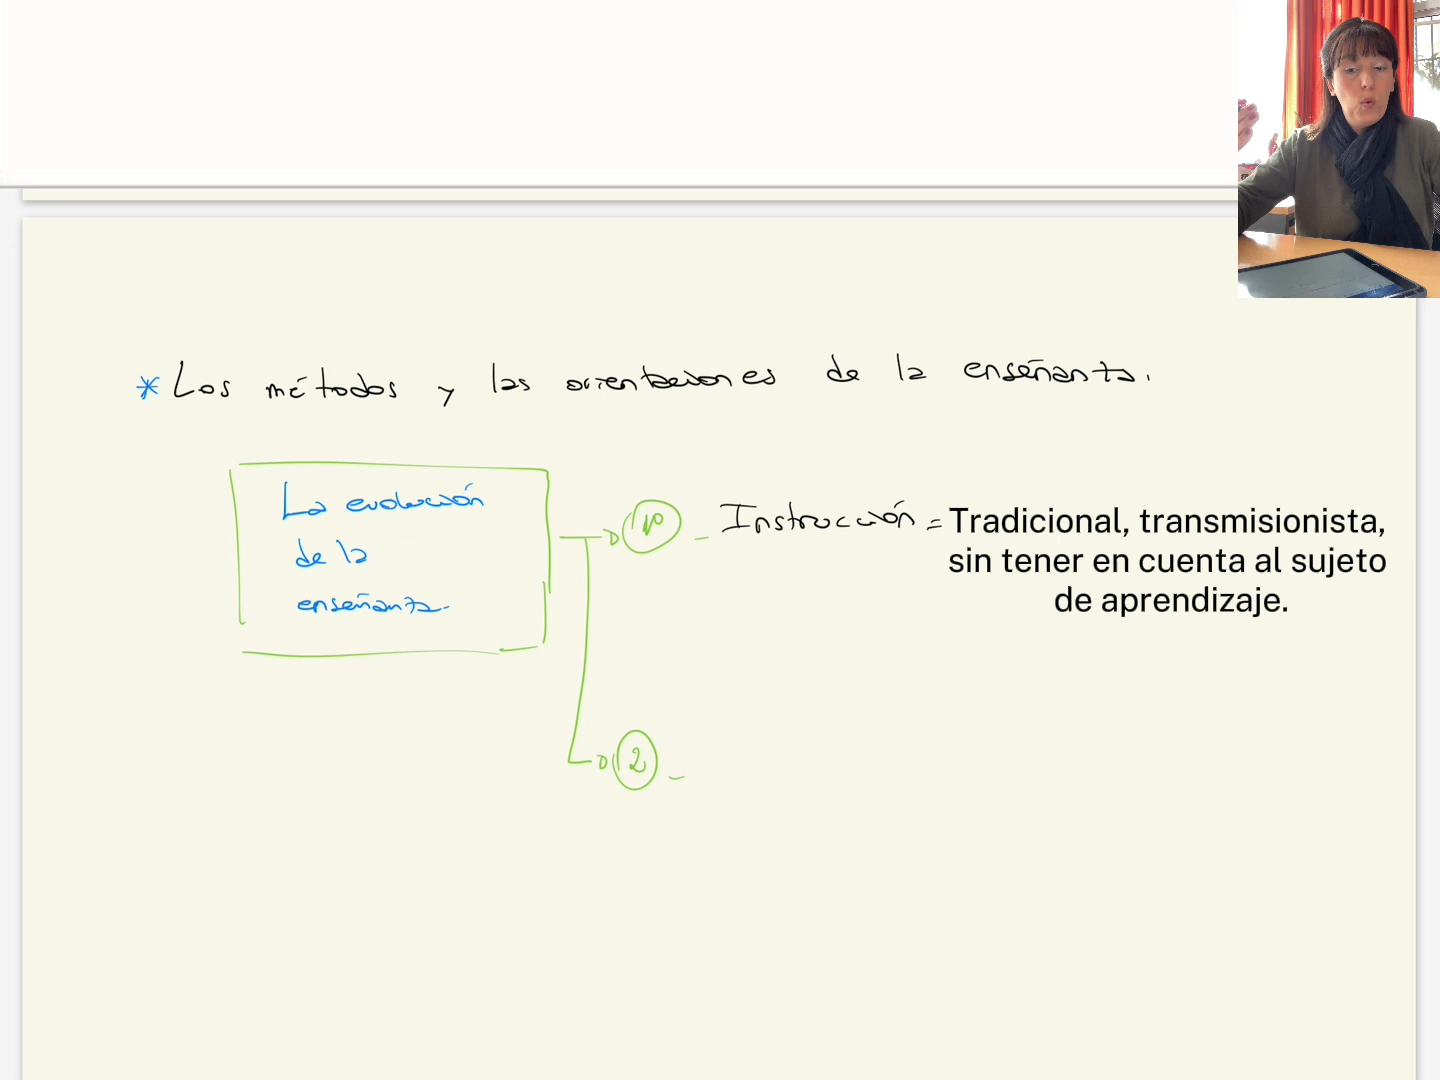 * Los métodos y las orientaciones de la enseñanza.
La evolución
de la
enseñanza.
1º - Instrucción = Tradicional, transmisionista,
sin tener en cuenta al sujeto
de aprendizaje.
2 -